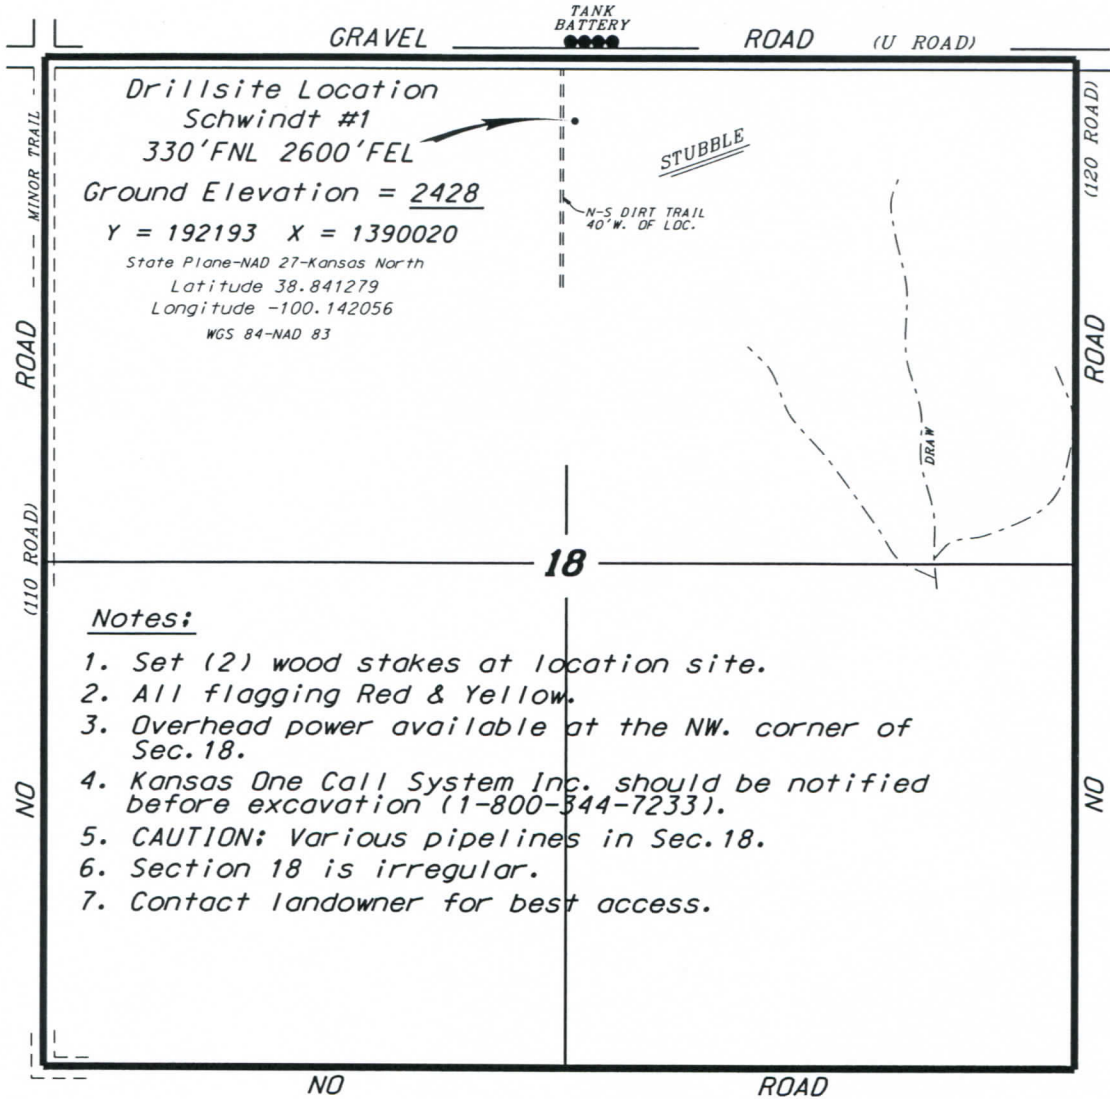 TANK
BATTERY
GRAVEL ROAD (U ROAD)
Drillsite Location
Schwindt #1
330'FNL 2600'FEL
Ground Elevation = 2428
Y = 192193 X = 1390020
State Plane-NAD 27-Kansas North
Latitude 38.841279
Longitude -100.142056
WGS 84-NAD 83
STUBBLE
N-S DIRT TRAIL
40'W. OF LOC.
MINOR TRAIL
ROAD
(110 ROAD)
NO
(120 ROAD)
ROAD
NO
DRAW
18
Notes:
1. Set (2) wood stakes at location site.
2. All flagging Red & Yellow.
3. Overhead power available at the NW. corner of
Sec.18.
4. Kansas One Call System Inc. should be notified
before excavation (1-800-344-7233).
5. CAUTION: Various pipelines in Sec.18.
6. Section 18 is irregular.
7. Contact landowner for best access.
NO ROAD